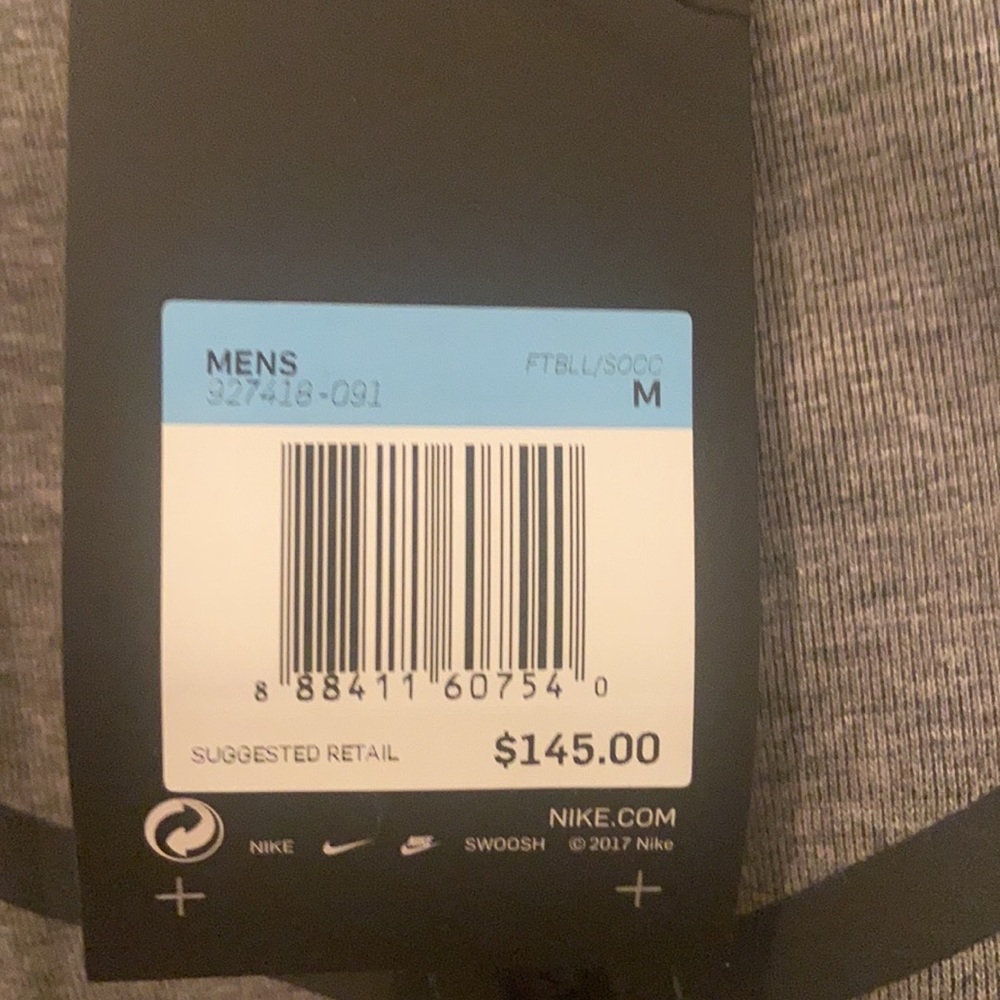 MENS
FTBLL/SOCC
927418-091
M
8 88411 60754 0
SUGGESTED RETAIL $145.00
NIKE.COM
NIKE SWOOSH © 2017 Nike